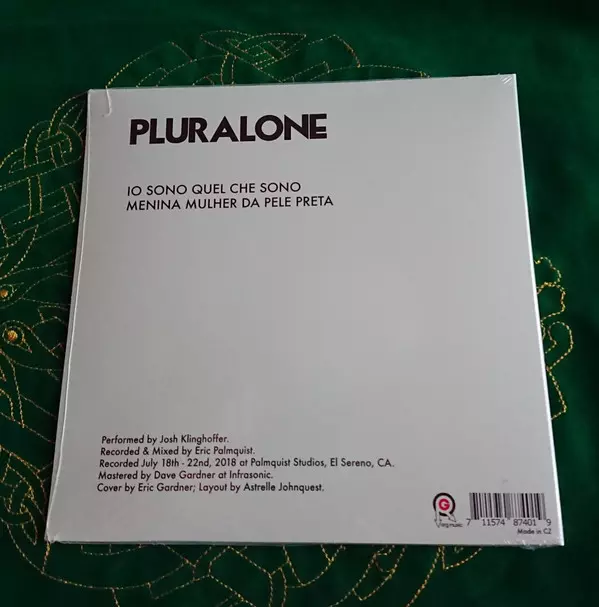 PLURALONE
IO SONO QUEL CHE SONO
MENINA MULHER DA PELE PRETA
Performed by Josh Klinghoffer.
Recorded & Mixed by Eric Palmquist.
Recorded July 18th - 22nd, 2018 at Palmquist Studios, El Sereno, CA.
Mastered by Dave Gardner at Infrasonic.
Cover by Eric Gardner; Layout by Astrelle Johnquest.
G
7 11574 87401 9
Made in CZ